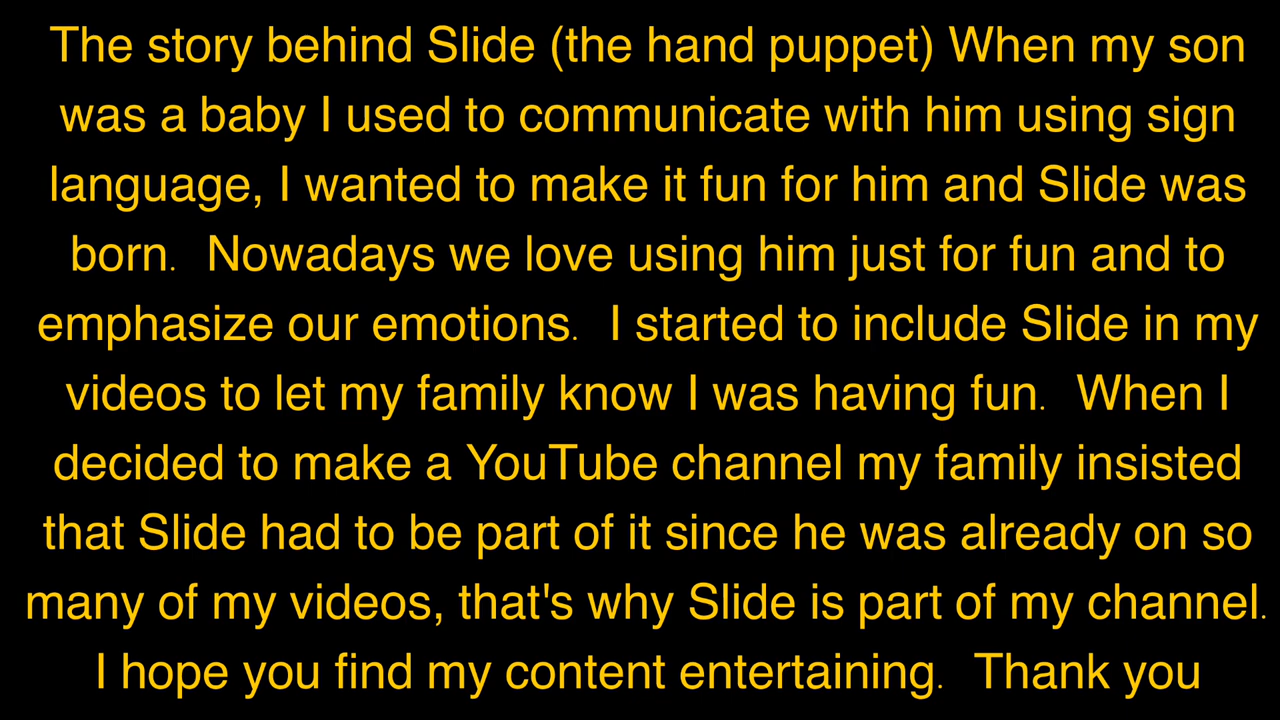 The story behind Slide (the hand puppet) When my son
was a baby I used to communicate with him using sign
language, I wanted to make it fun for him and Slide was
born.  Nowadays we love using him just for fun and to
emphasize our emotions.  I started to include Slide in my
videos to let my family know I was having fun.  When I
decided to make a YouTube channel my family insisted
that Slide had to be part of it since he was already on so
many of my videos, that's why Slide is part of my channel.
I hope you find my content entertaining.  Thank you